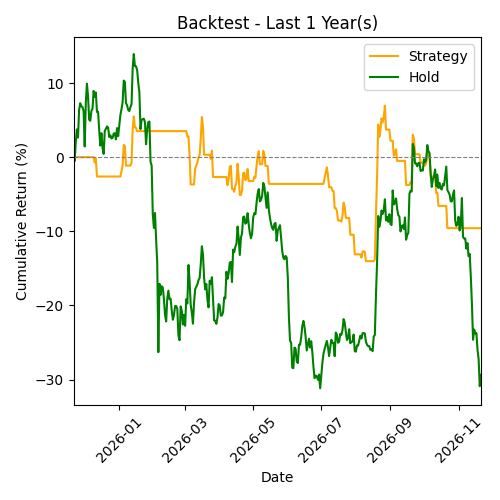 Backtest - Last 1 Year(s)
Strategy
Hold
Cumulative Return (%)
10
0
−10
−20
−30
2026-01
2026-03
2026-05
2026-07
2026-09
2026-11
Date